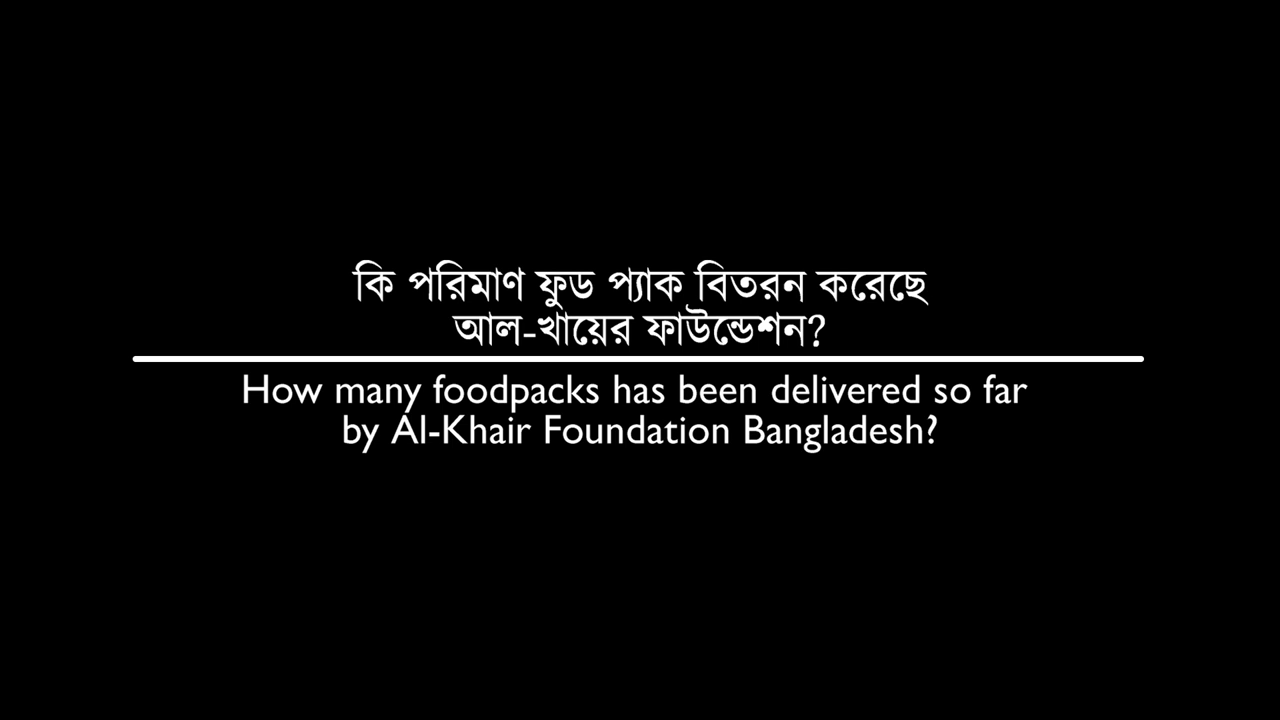 কি পরিমাণ ফুড প্যাক বিতরন করেছে
আল-খায়ের ফাউন্ডেশন?
How many foodpacks has been delivered so far
by Al-Khair Foundation Bangladesh?